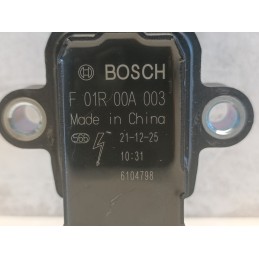 BOSCH
F 01R 00A 003
Made in China
21-12-25
10:31
6104798